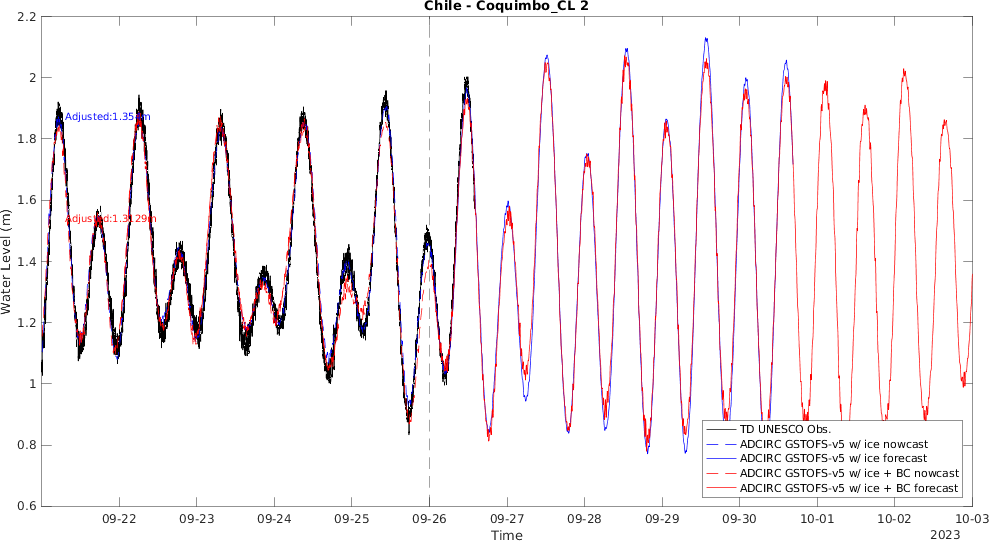 Chile - Coquimbo_CL 2
2.2
2
1.8
1.6
1.4
1.2
1
0.8
0.6
Water Level (m)
Adjusted:1.354m
Adjusted:1.3129m
TD UNESCO Obs.
ADCIRC GSTOFS-v5 w/ ice nowcast
ADCIRC GSTOFS-v5 w/ ice forecast
ADCIRC GSTOFS-v5 w/ ice + BC nowcast
ADCIRC GSTOFS-v5 w/ ice + BC forecast
09-22 09-23 09-24 09-25 09-26 09-27 09-28 09-29 09-30 10-01 10-02 10-03
Time
2023